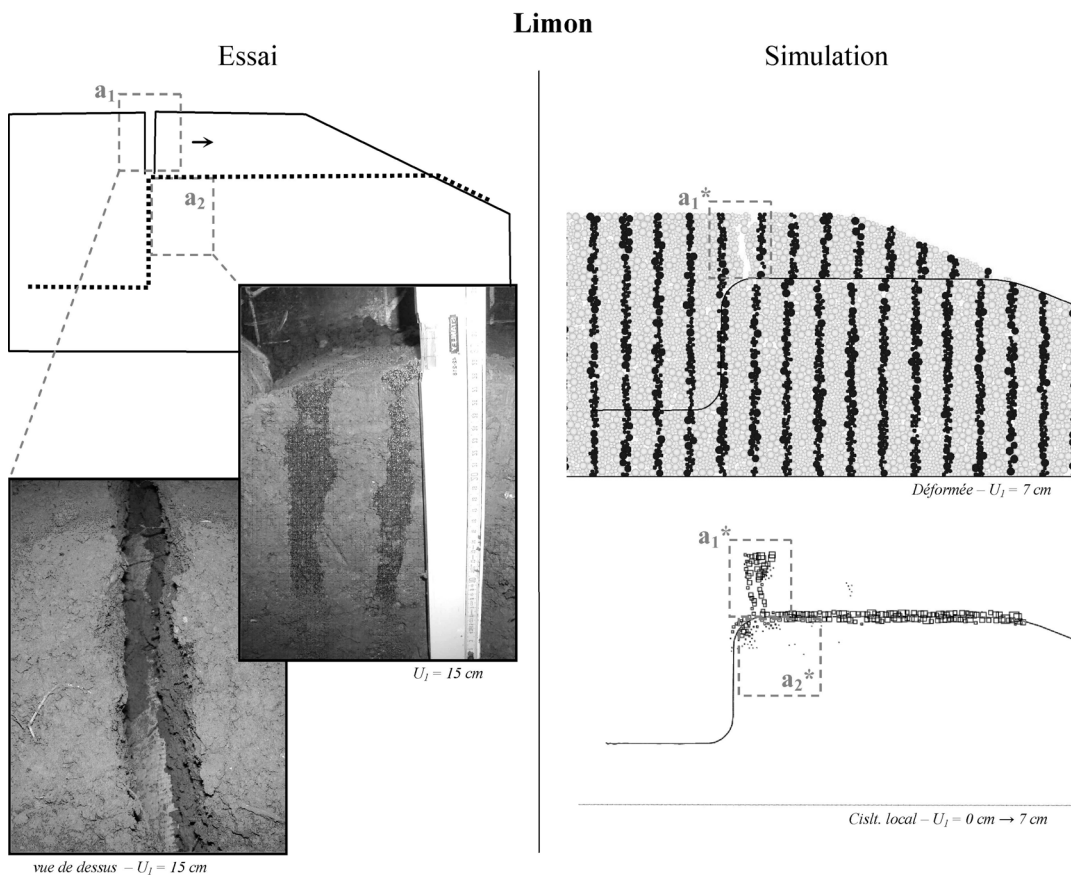 Limon
Essai
Simulation
a1
a2
U1 = 15 cm
vue de dessus – U1 = 15 cm
a1*
Déformée – U1 = 7 cm
a1*
a2*
Cislt. local – U1 = 0 cm → 7 cm